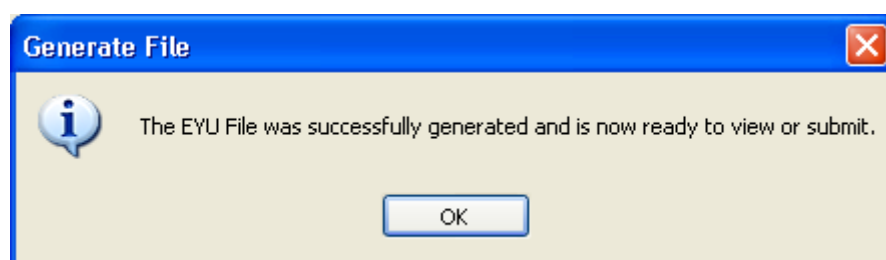 Generate File
The EYU File was successfully generated and is now ready to view or submit.
OK